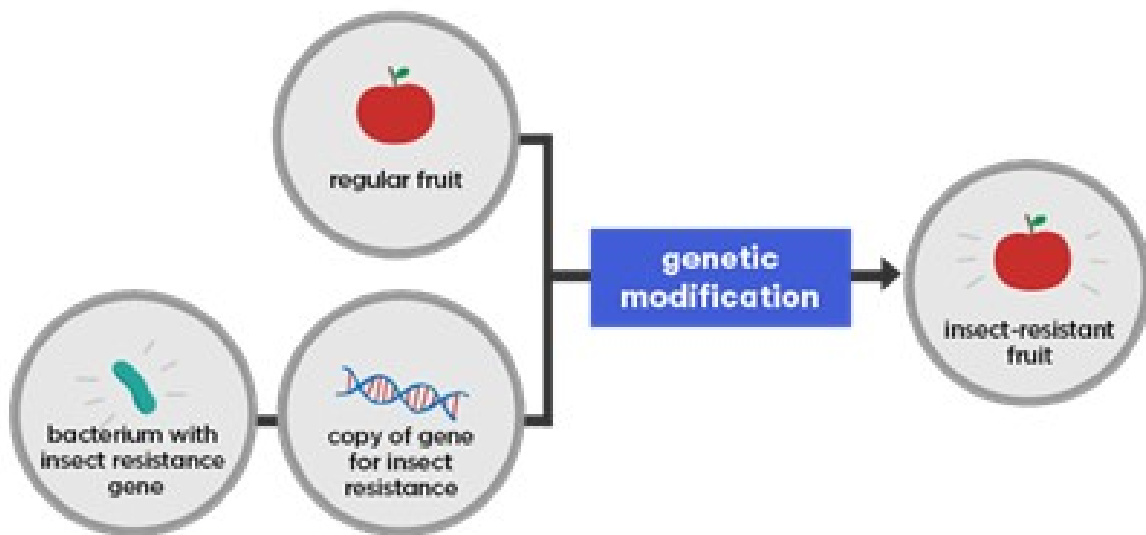 regular fruit
genetic
modification
insect-resistant
fruit
bacterium with
insect resistance
gene
copy of gene
for insect
resistance